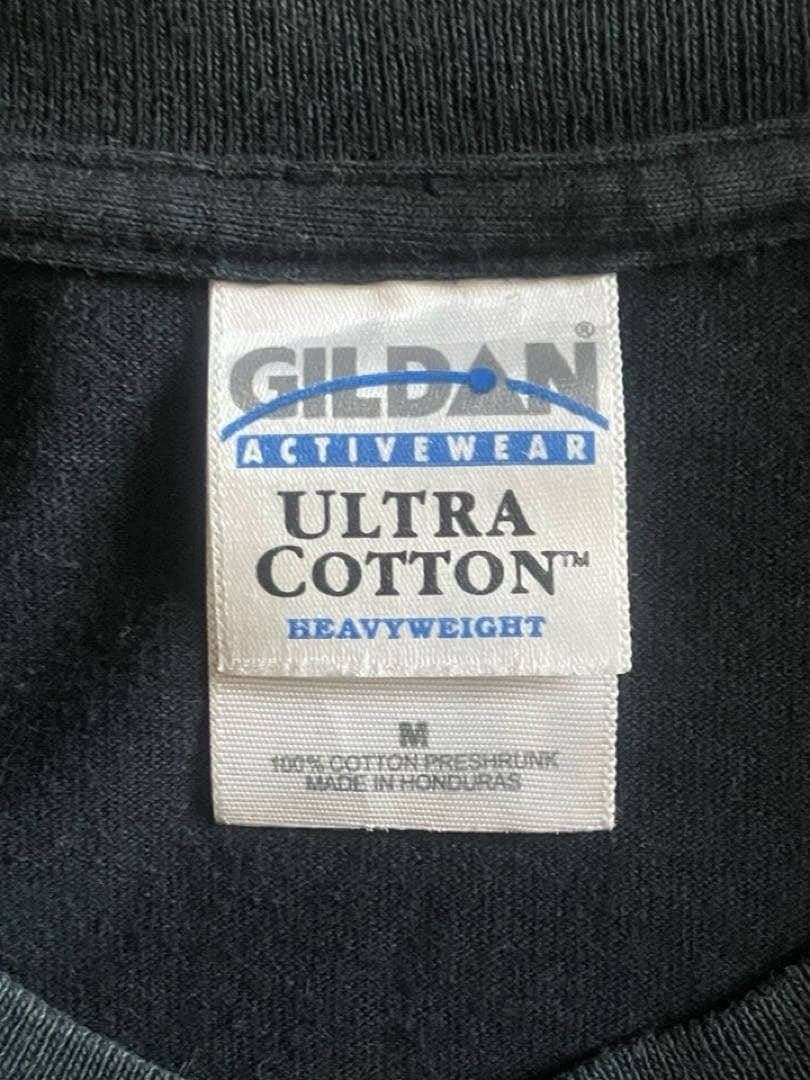 GILDAN®
ACTIVEWEAR
ULTRA
COTTON™
HEAVYWEIGHT
M
100% COTTON PRESHRUNK
MADE IN HONDURAS